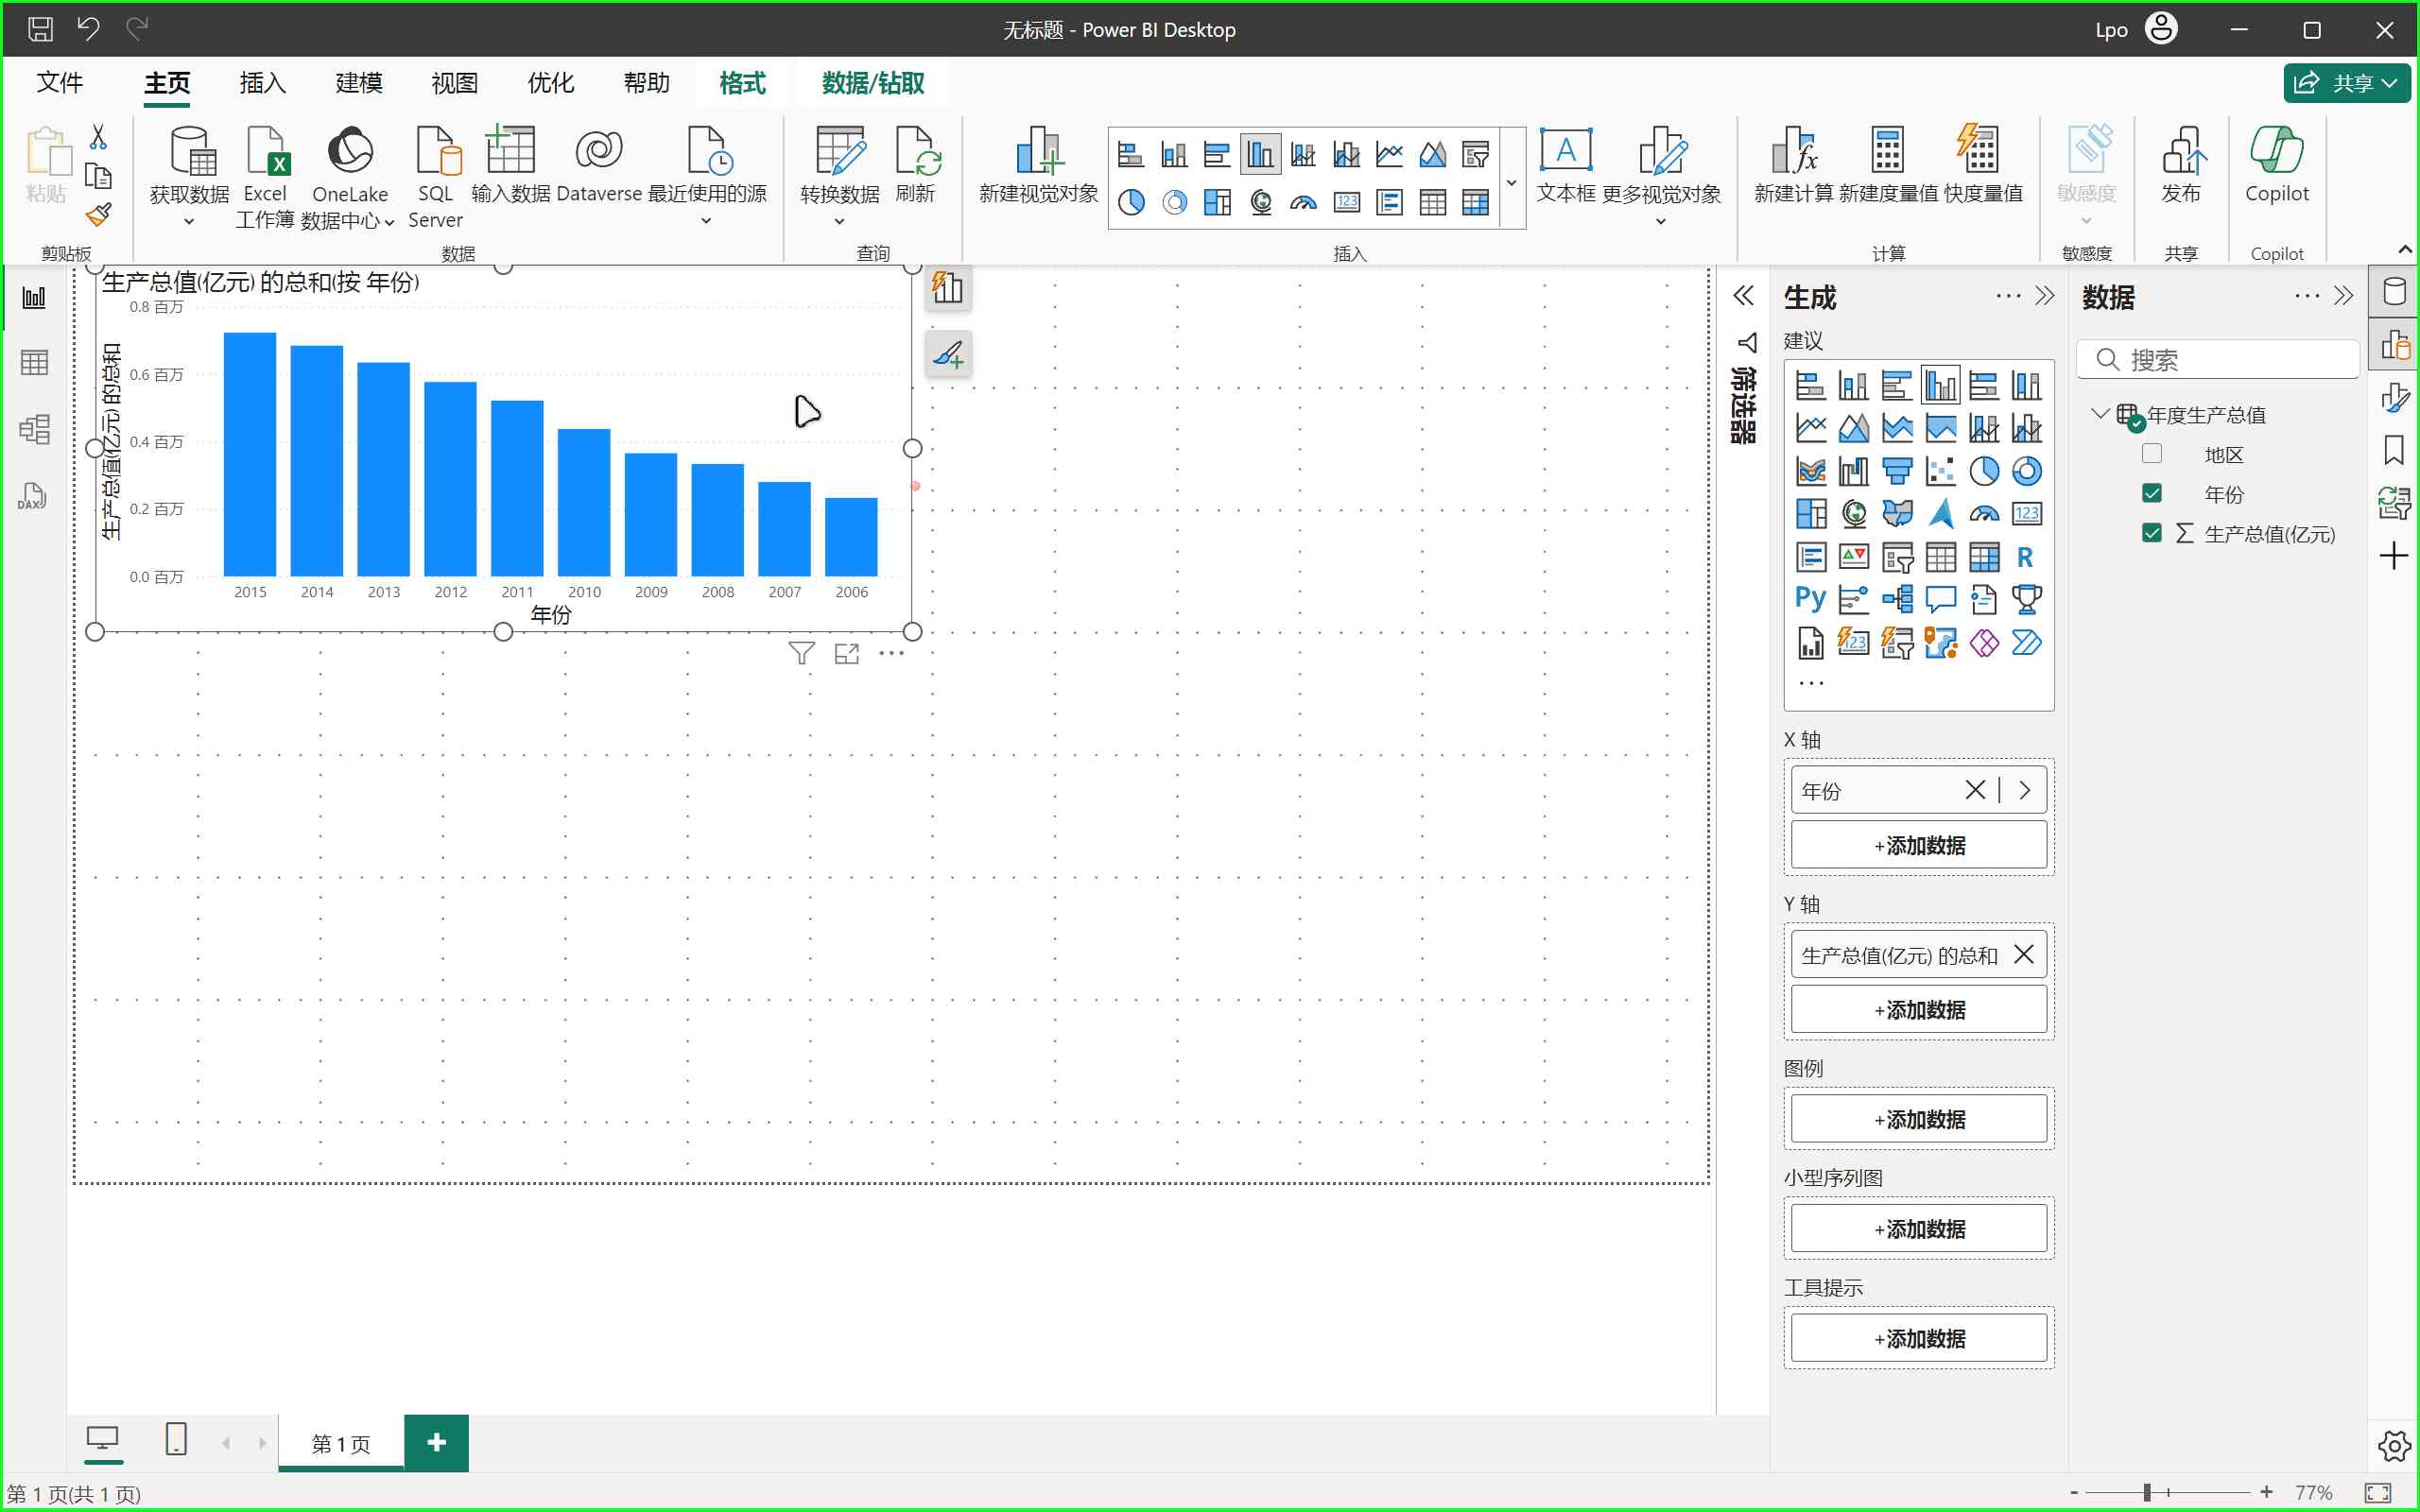 无标题 - Power BI Desktop
Lpo
文件 主页 插入 建模 视图 优化 帮助 格式 数据/钻取
共享
粘贴
剪贴板
获取数据
Excel
工作簿
OneLake
数据中心
SQL
Server
输入数据
Dataverse
最近使用的源
数据
转换数据
刷新
查询
新建视觉对象
文本框
更多视觉对象
插入
新建计算
新建度量值
快度量值
计算
敏感度
敏感度
发布
共享
Copilot
Copilot
DAX
生产总值(亿元) 的总和(按 年份)
生产总值(亿元) 的总和
0.8 百万
0.6 百万
0.4 百万
0.2 百万
0.0 百万
2015 2014 2013 2012 2011 2010 2009 2008 2007 2006
年份
筛选器
生成
建议
123
R
Py
123
X 轴
年份
+添加数据
Y 轴
生产总值(亿元) 的总和
+添加数据
图例
+添加数据
小型序列图
+添加数据
工具提示
+添加数据
数据
搜索
年度生产总值
地区
年份
∑ 生产总值(亿元)
第 1 页
第 1 页(共 1 页)
- + 77%